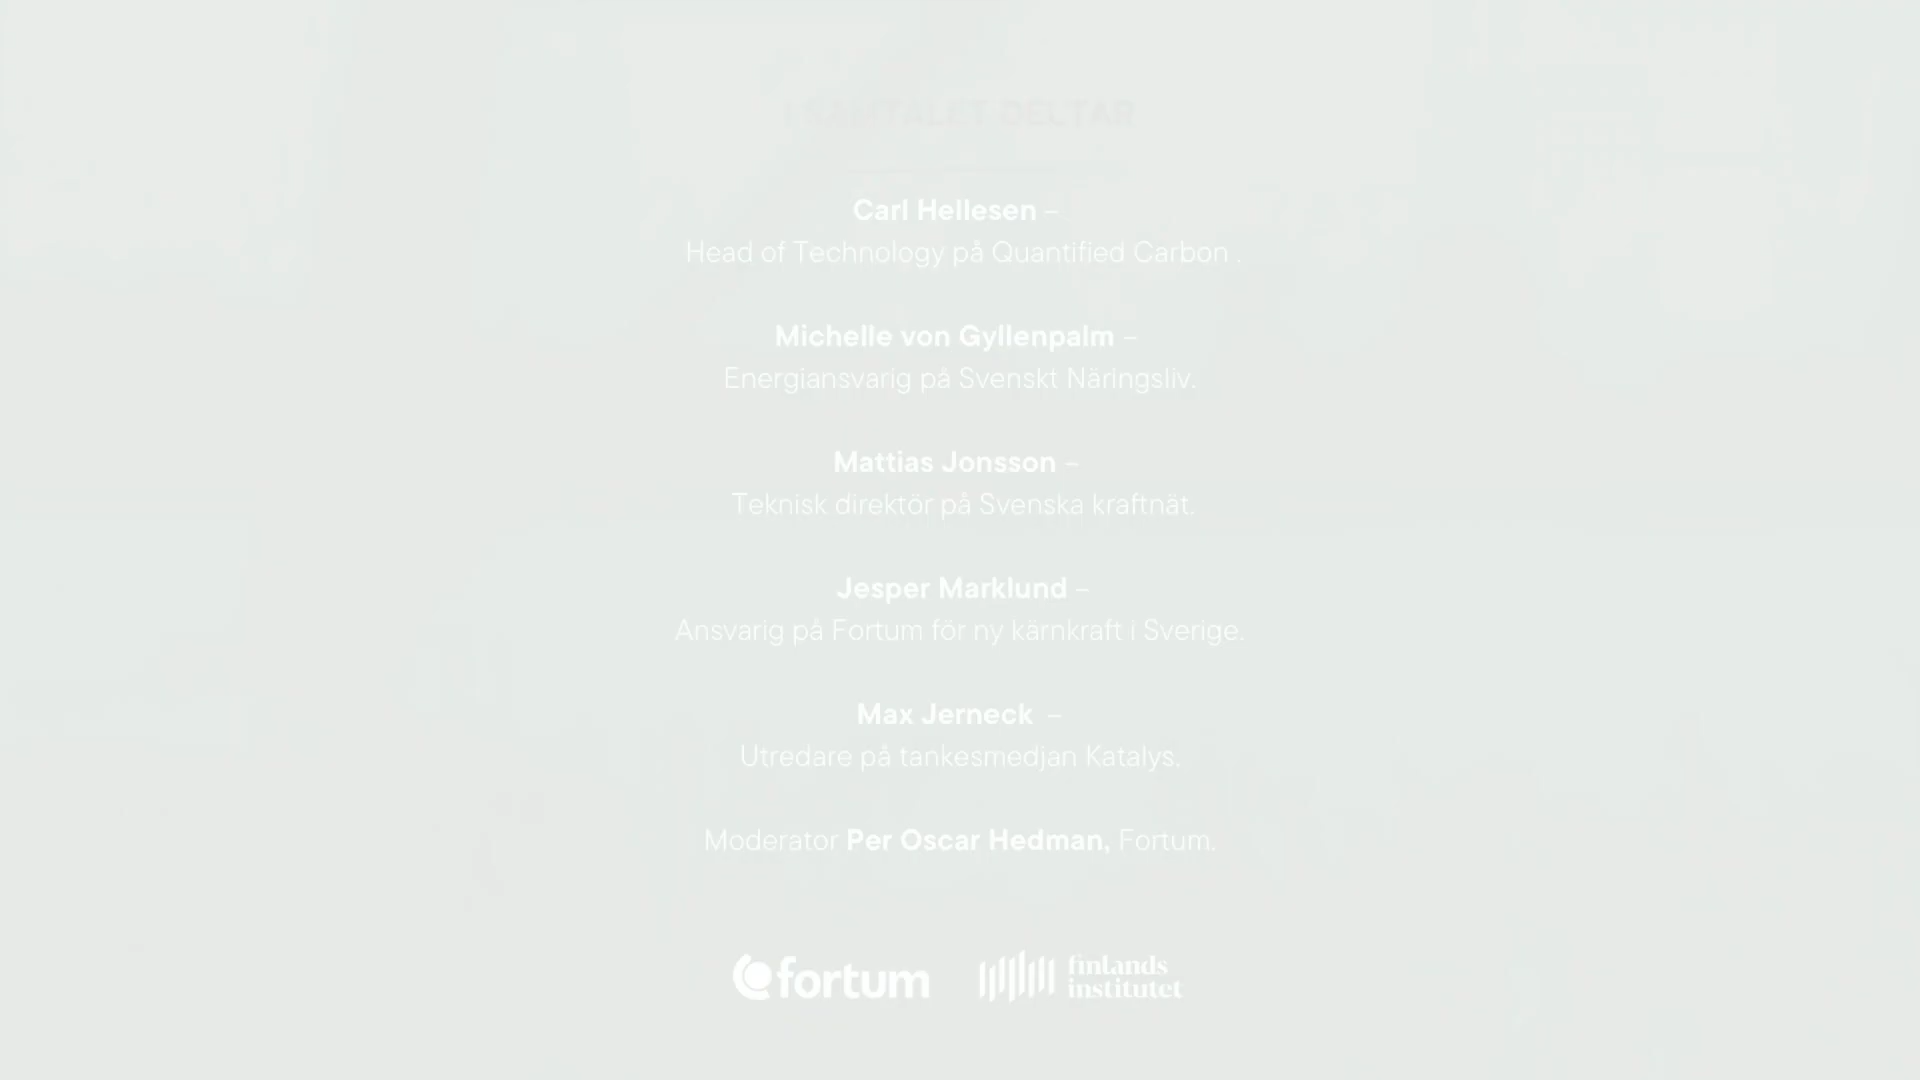 I SAMTALET DELTAR
Carl Hellesen –
Head of Technology på Quantified Carbon .
Michelle von Gyllenpalm –
Energiansvarig på Svenskt Näringsliv.
Mattias Jonsson –
Teknisk direktör på Svenska kraftnät.
Jesper Marklund –
Ansvarig på Fortum för ny kärnkraft i Sverige.
Max Jerneck –
Utredare på tankesmedjan Katalys.
Moderator Per Oscar Hedman, Fortum.
fortum
finlands
institutet